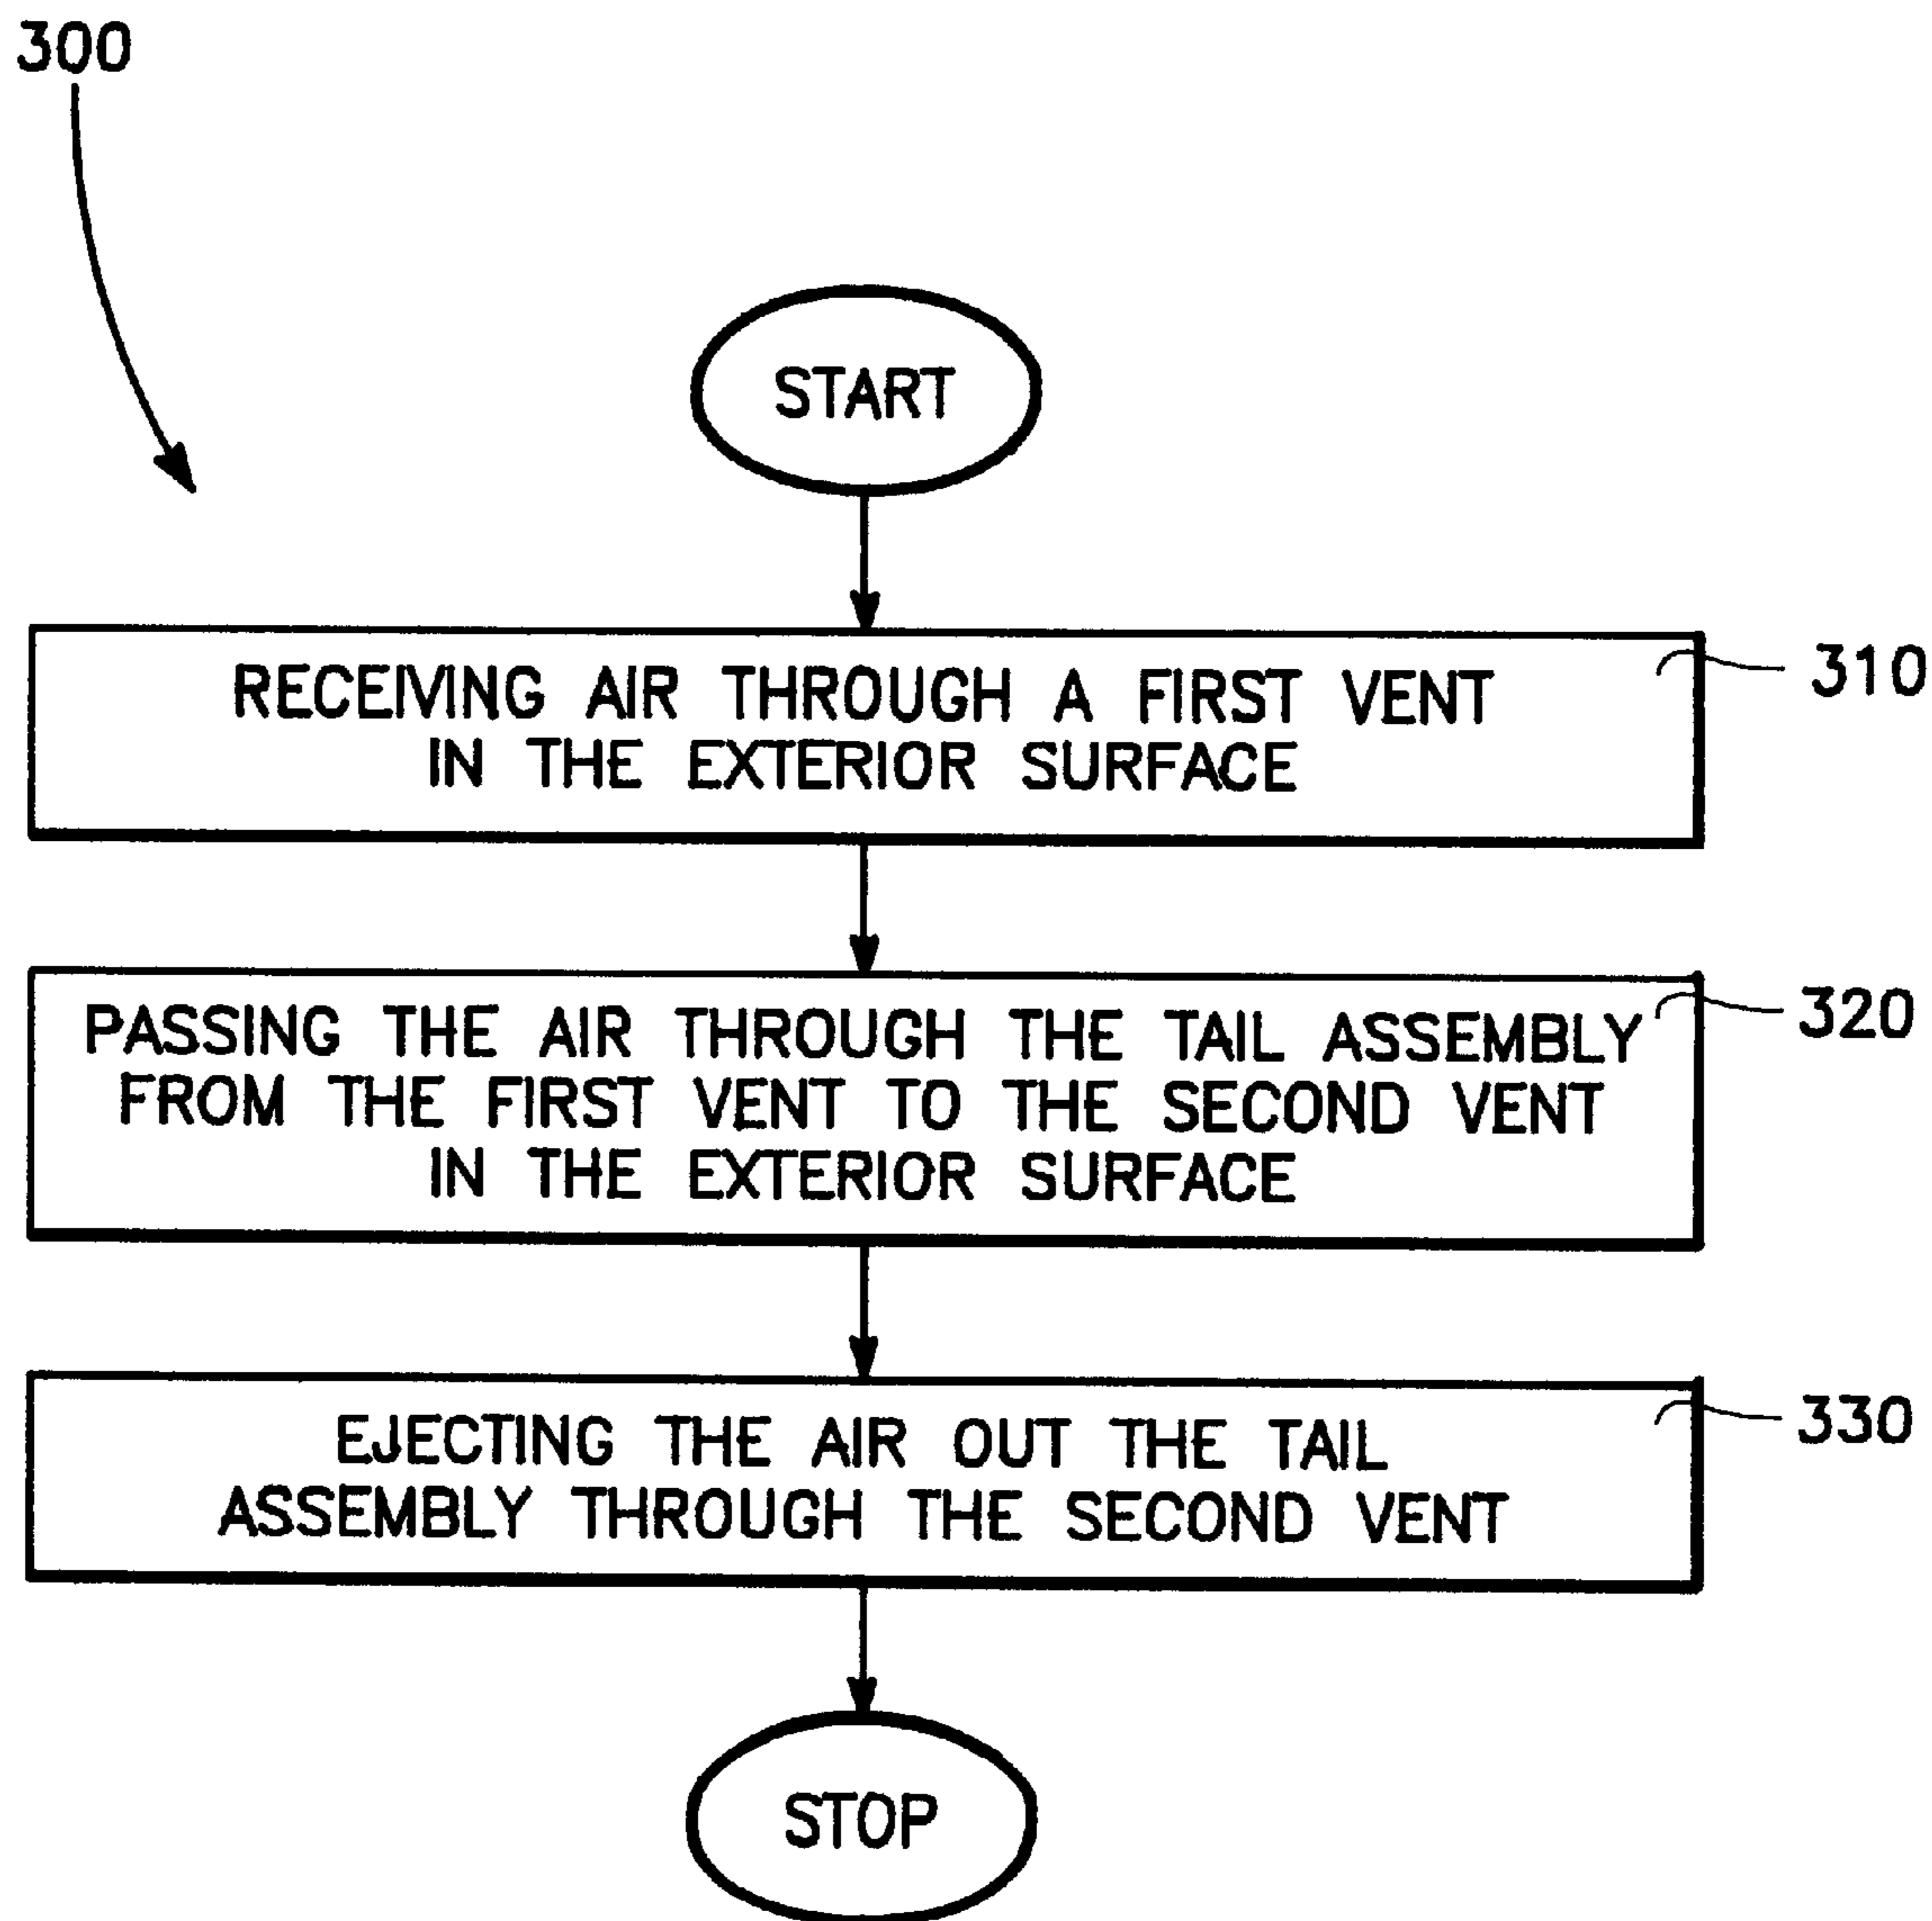 300
START
RECEIVING AIR THROUGH A FIRST VENT
IN THE EXTERIOR SURFACE
310
PASSING THE AIR THROUGH THE TAIL ASSEMBLY
FROM THE FIRST VENT TO THE SECOND VENT
IN THE EXTERIOR SURFACE
320
EJECTING THE AIR OUT THE TAIL
ASSEMBLY THROUGH THE SECOND VENT
330
STOP